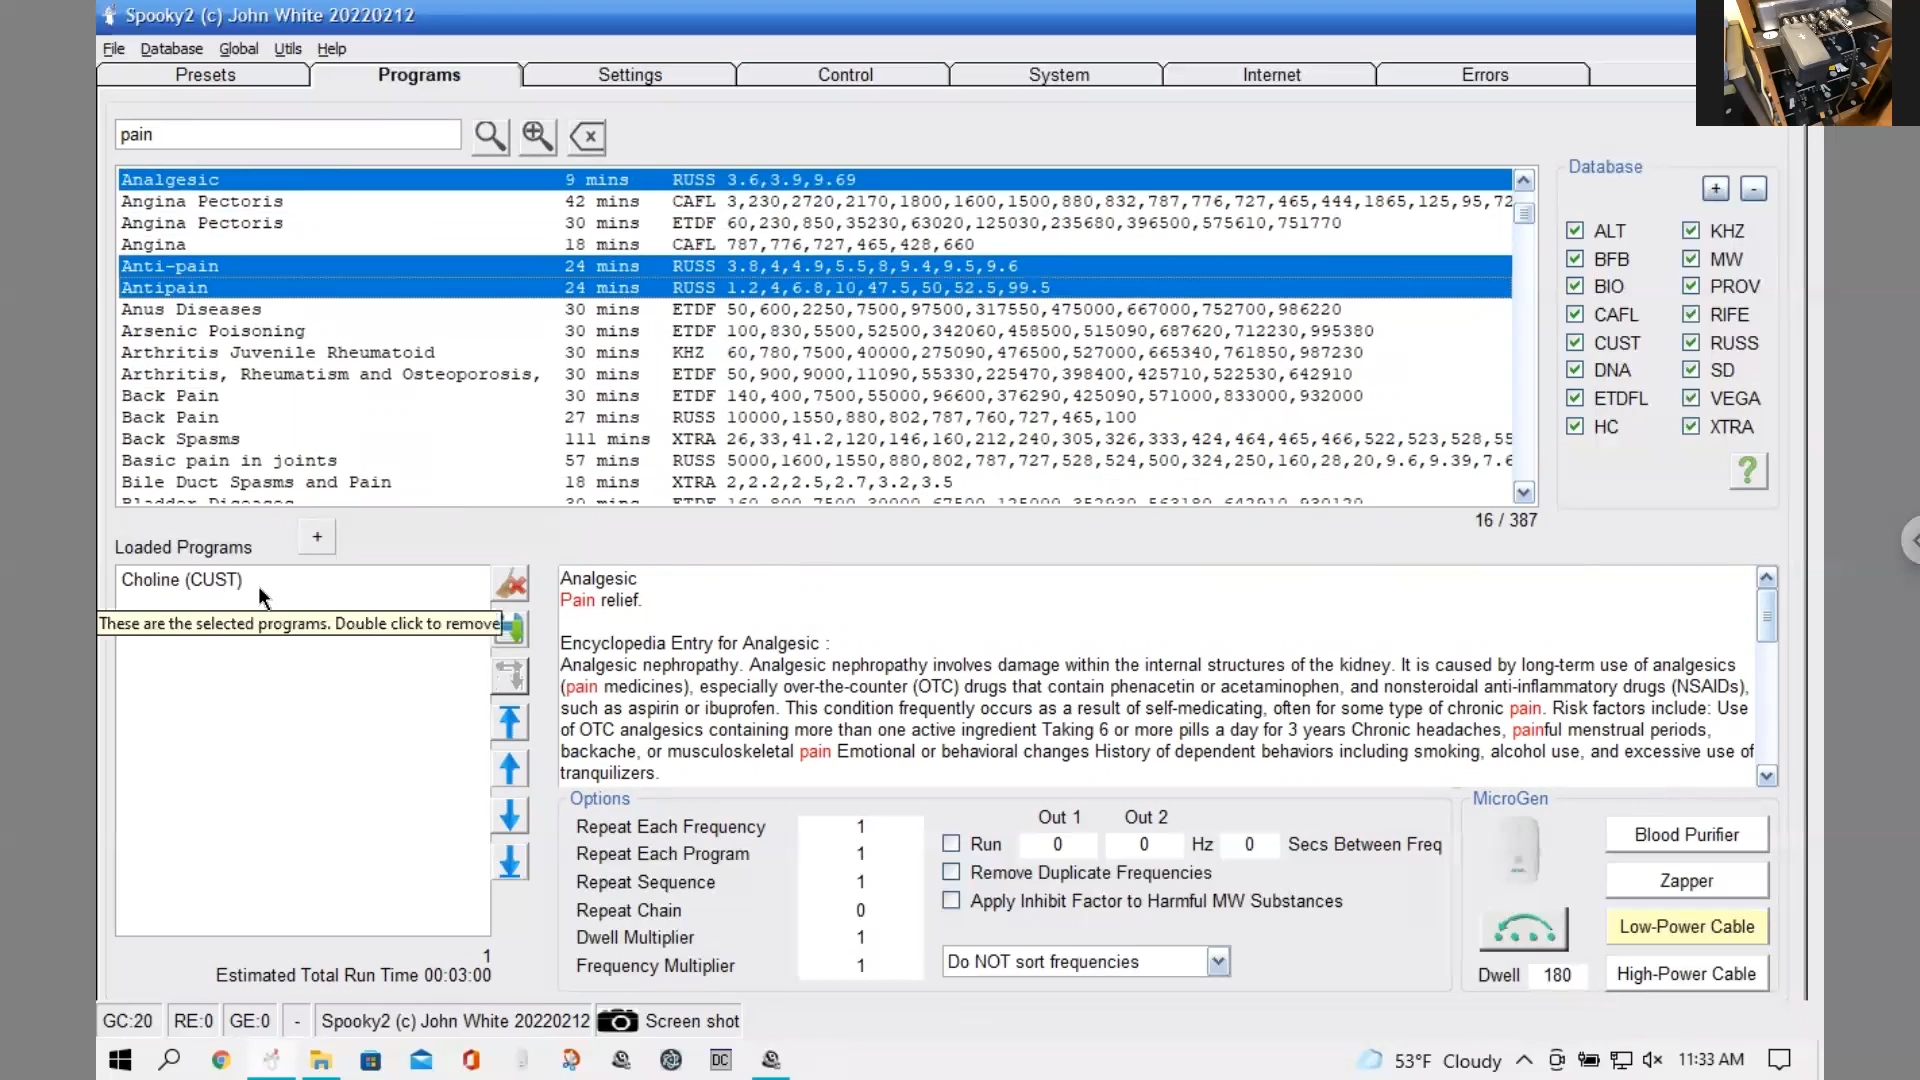 Spooky2 (c) John White 20220212
File Database Global Utils Help
Presets Programs Settings Control System Internet Errors
pain
Analgesic 9 mins RUSS 3.6,3.9,9.69
Angina Pectoris 42 mins CAFL 3,230,2720,2170,1800,1600,1500,880,832,787,776,727,465,444,1865,125,95,72
Angina Pectoris 30 mins ETDF 60,230,850,35230,63020,125030,235680,396500,575610,751770
Angina 18 mins CAFL 787,776,727,465,428,660
Anti-pain 24 mins RUSS 3.8,4,4.9,5.5,8,9.4,9.5,9.6
Antipain 24 mins RUSS 1.2,4,6.8,10,47.5,50,52.5,99.5
Anus Diseases 30 mins ETDF 50,600,2250,7500,97500,317550,475000,667000,752700,986220
Arsenic Poisoning 30 mins ETDF 100,830,5500,52500,342060,458500,515090,687620,712230,995380
Arthritis Juvenile Rheumatoid 30 mins KHZ 60,780,7500,40000,275090,476500,527000,665340,761850,987230
Arthritis, Rheumatism and Osteoporosis, 30 mins ETDF 50,900,9000,11090,55330,225470,398400,425710,522530,642910
Back Pain 30 mins ETDF 140,400,7500,55000,96600,376290,425090,571000,833000,932000
Back Pain 27 mins RUSS 10000,1550,880,802,787,760,727,465,100
Back Spasms 111 mins XTRA 26,33,41.2,120,146,160,212,240,305,326,333,424,464,465,466,522,523,528,55
Basic pain in joints 57 mins RUSS 5000,1600,1550,880,802,787,727,528,524,500,324,250,160,28,20,9.6,9.39,7.6
Bile Duct Spasms and Pain 18 mins XTRA 2,2.2,2.5,2.7,3.2,3.5
Database
+ -
ALT KHZ
BFB MW
BIO PROV
CAFL RIFE
CUST RUSS
DNA SD
ETDFL VEGA
HC XTRA
?
16 / 387
Loaded Programs +
Choline (CUST)
These are the selected programs. Double click to remove
Analgesic
Pain relief.
Encyclopedia Entry for Analgesic :
Analgesic nephropathy. Analgesic nephropathy involves damage within the internal structures of the kidney. It is caused by long-term use of analgesics
(pain medicines), especially over-the-counter (OTC) drugs that contain phenacetin or acetaminophen, and nonsteroidal anti-inflammatory drugs (NSAIDs),
such as aspirin or ibuprofen. This condition frequently occurs as a result of self-medicating, often for some type of chronic pain. Risk factors include: Use
of OTC analgesics containing more than one active ingredient Taking 6 or more pills a day for 3 years Chronic headaches, painful menstrual periods,
backache, or musculoskeletal pain Emotional or behavioral changes History of dependent behaviors including smoking, alcohol use, and excessive use of
tranquilizers.
1
Estimated Total Run Time 00:03:00
Options
Repeat Each Frequency 1
Repeat Each Program 1
Repeat Sequence 1
Repeat Chain 0
Dwell Multiplier 1
Frequency Multiplier 1
Out 1 Out 2
Run 0 0 Hz 0 Secs Between Freq
Remove Duplicate Frequencies
Apply Inhibit Factor to Harmful MW Substances
Do NOT sort frequencies
MicroGen
Blood Purifier
Zapper
Low-Power Cable
High-Power Cable
Dwell 180
GC:20 RE:0 GE:0 - Spooky2 (c) John White 20220212 Screen shot
DC 53°F Cloudy 11:33 AM